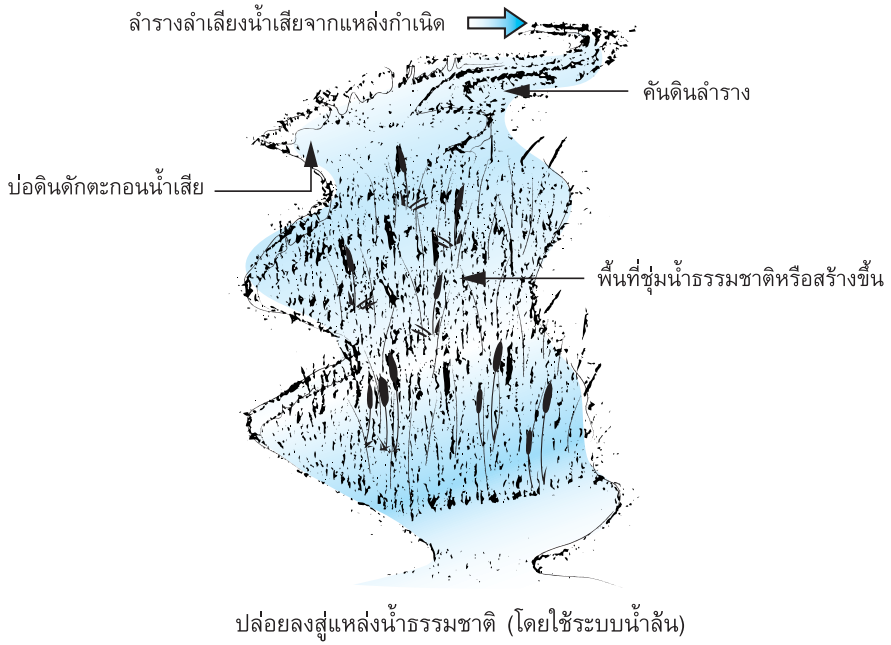 ลำรางลำเลียงน้ำเสียจากแหล่งกำเนิด
คันดินลำราง
บ่อดินดักตะกอนน้ำเสีย
พื้นที่ชุ่มน้ำธรรมชาติหรือสร้างขึ้น
ปล่อยลงสู่แหล่งน้ำธรรมชาติ (โดยใช้ระบบน้ำล้น)